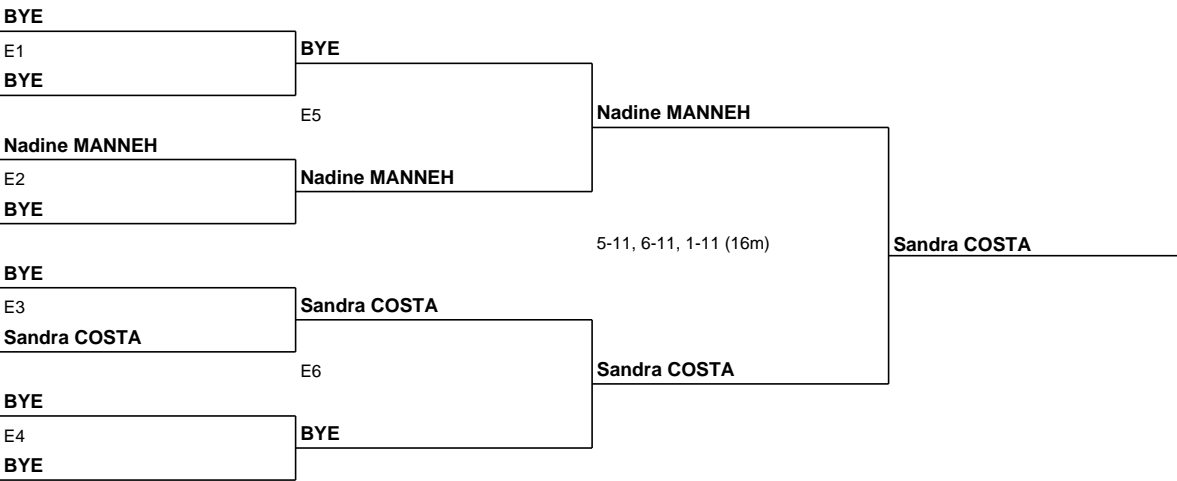 BYE
E1
BYE
BYE
E5
Nadine MANNEH
Nadine MANNEH
E2
Nadine MANNEH
BYE
5-11, 6-11, 1-11 (16m)
Sandra COSTA
BYE
E3
Sandra COSTA
Sandra COSTA
E6
Sandra COSTA
BYE
E4
BYE
BYE